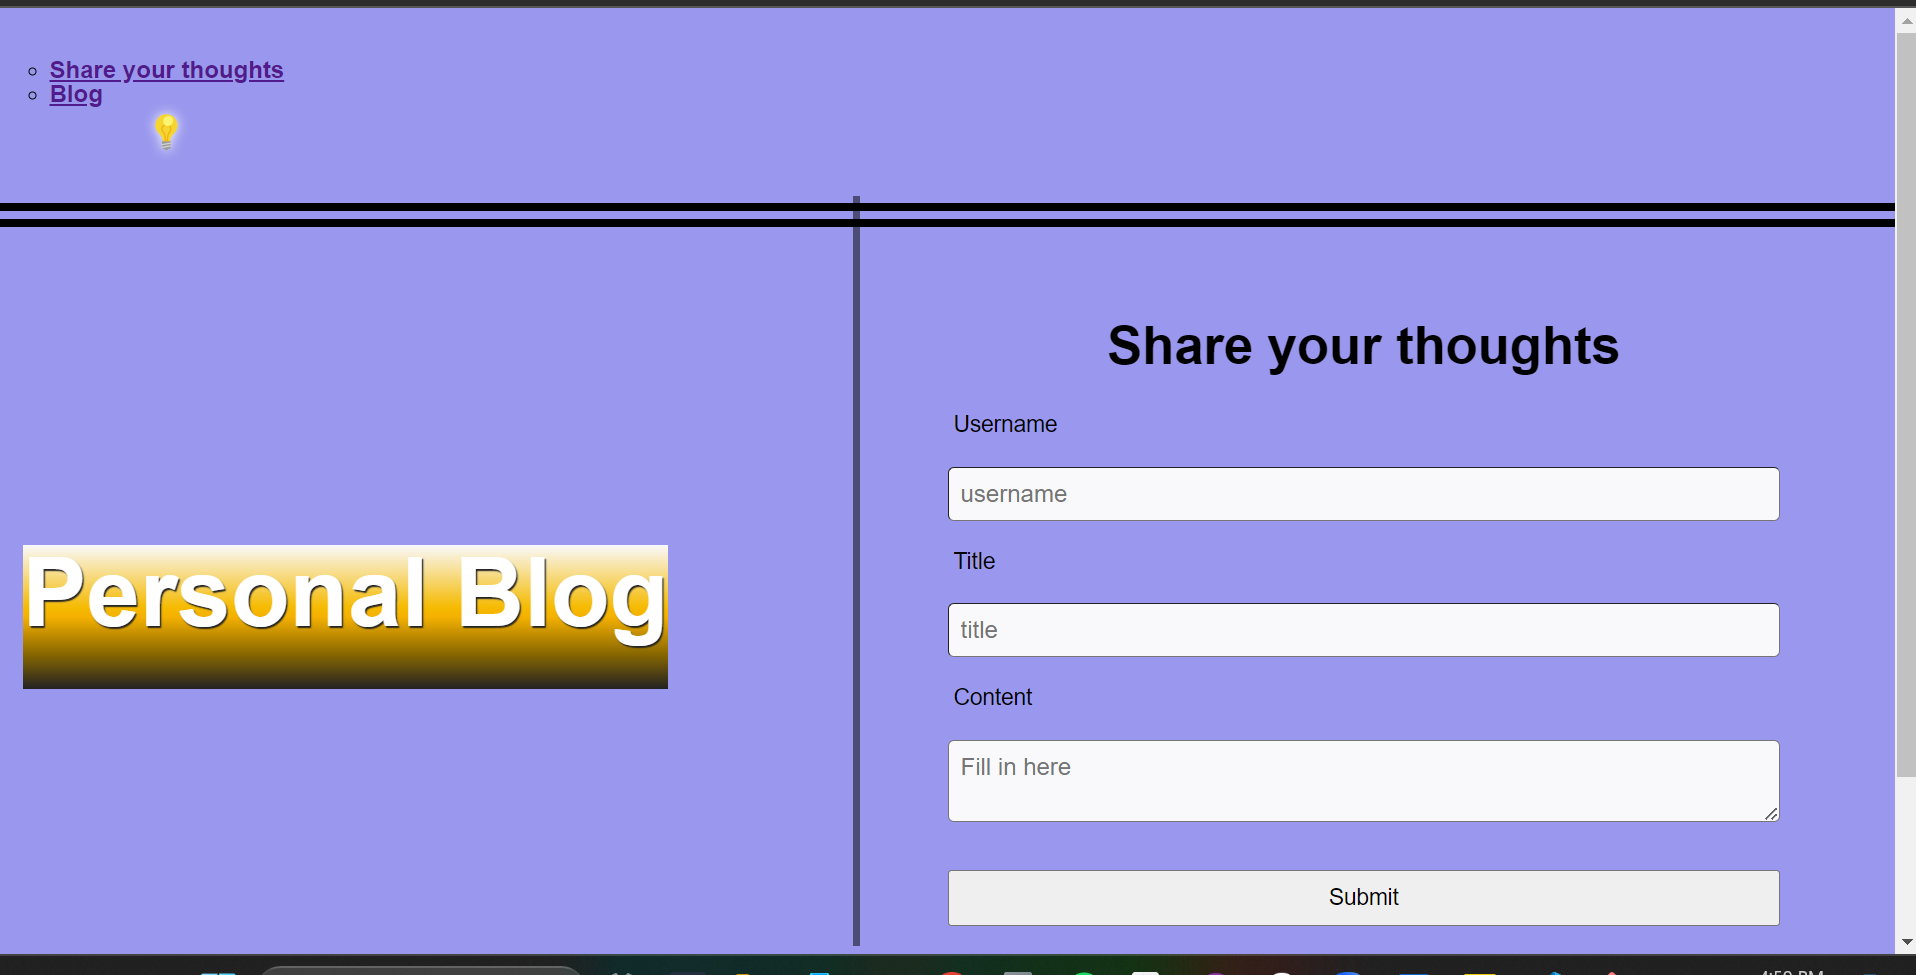 Share your thoughts
Blog
Personal Blog
Share your thoughts
Username
username
Title
title
Content
Fill in here
Submit